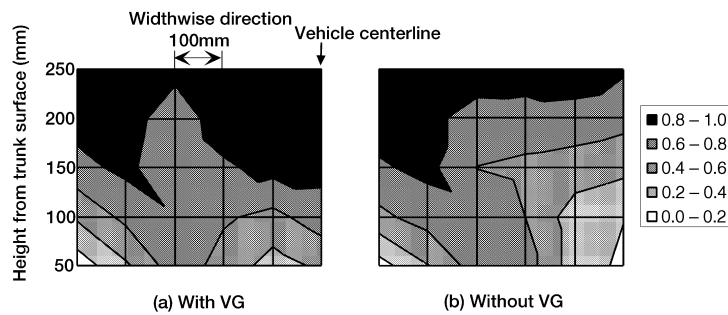 Widthwise direction
100mm
Vehicle centerline
Height from trunk surface (mm)
250
200
150
100
50
0.8 – 1.0
0.6 – 0.8
0.4 – 0.6
0.2 – 0.4
0.0 – 0.2
(a) With VG
(b) Without VG